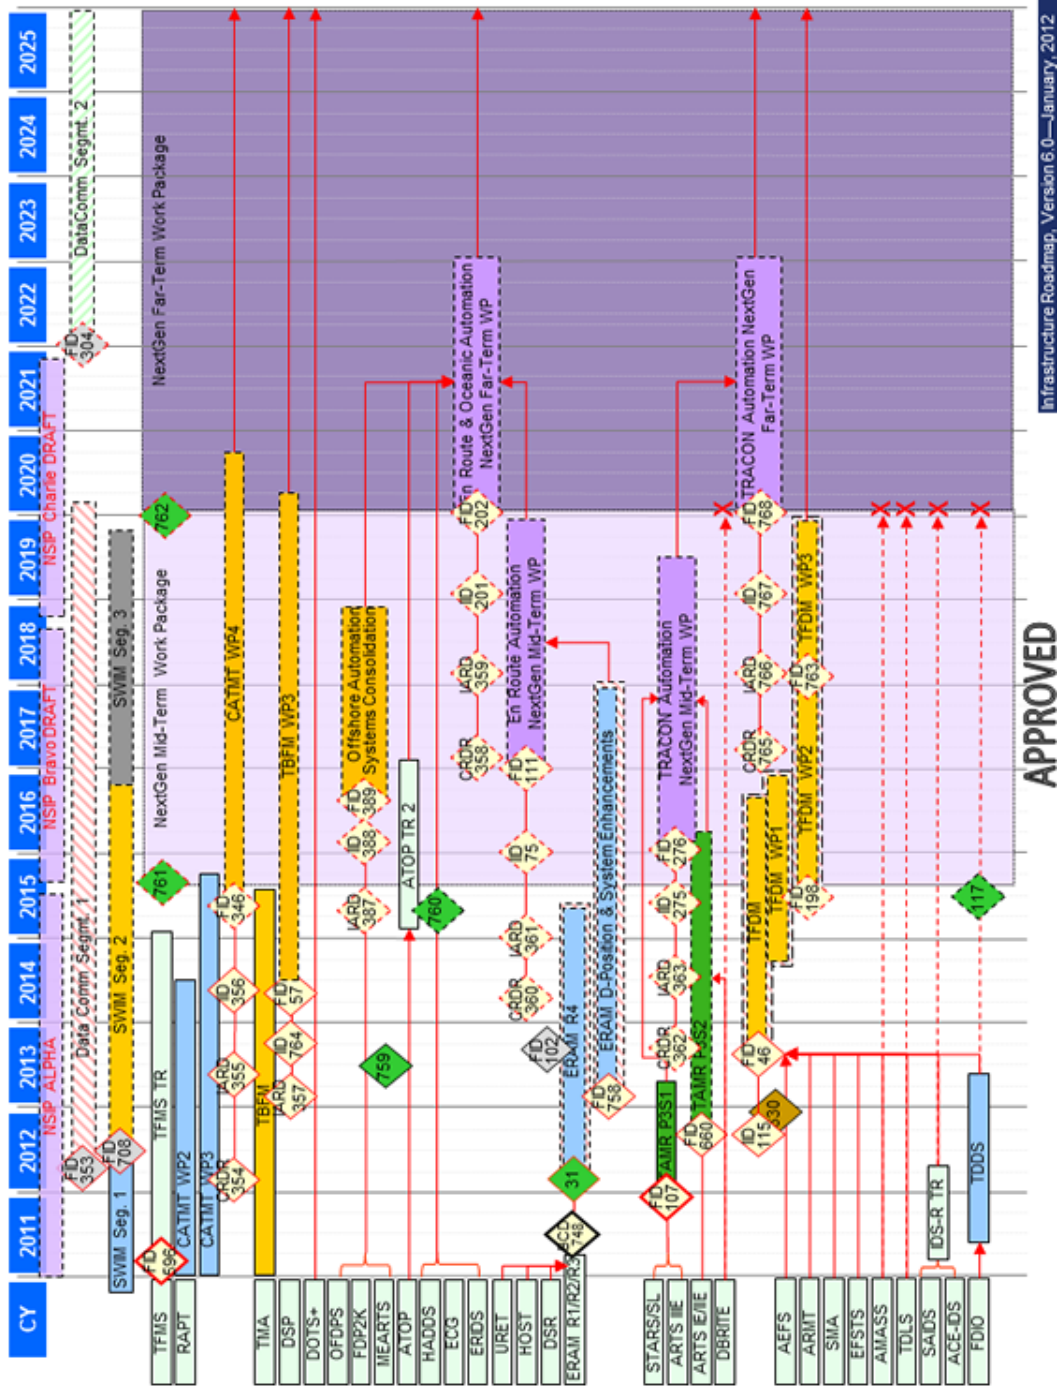 CY
2011
2012
2013
2014
2015
2016
2017
2018
2019
2020
2021
2022
2023
2024
2025
NSIP ALPHA
NSIP Bravo DRAFT
NSIP Charlie DRAFT
FID
353
Data Comm Segmt. 1
FID
304
DataComm Segmt. 2
SWIM Seg. 1
FID
708
SWIM Seg. 2
SWIM Seg. 3
NextGen Mid-Term Work Package
NextGen Far-Term Work Package
TFMS
FID
596
TFMS TR
761
762
RAPT
CATMT WP2
CATMT WP3
CRDR
354
IARD
355
IID
356
FID
346
CATMT WP4
TMA
TBFM
DSP
IARD
357
IID
764
FID
57
TBFM WP3
DOTS+
OFDPS
FDP2K
MEARTS
IARD
387
IID
388
FID
389
Offshore Automation
Systems Consolidation
759
ATOP
ATOP TR 2
HADDS
760
ECG
ERDS
CRDR
358
IARD
359
IID
201
FID
202
En Route & Oceanic Automation
NextGen Far-Term WP
URET
HOST
DSR
CRDR
360
IARD
361
IID
75
FID
111
En Route Automation
NextGen Mid-Term WP
FID
102
ERAM R1/R2/R3
748
31
ERAM R4
FID
758
ERAM D-Position & System Enhancements
STARS/SL
ARTS IIIE
FID
107
AMR P3S1
CRDR
362
IARD
363
IID
275
FID
276
TRACON Automation
NextGen Mid-Term WP
ARTS IE/IIE
FID
660
TAMR P3S2
DBRITE
CRDR
765
IARD
766
IID
767
FID
768
TRACON Automation NextGen
Far-Term WP
IID
115
330
FID
46
TFDM
TFDM WP1
FID
198
TFDM WP2
FID
763
TFDM WP3
AEFS
ARMT
SMA
EFSTS
AMASS
TDLS
SAIDS
ACE-IDS
IDS-R TR
FDIO
TDDS
117
APPROVED
Infrastructure Roadmap, Version 6.0—January, 2012